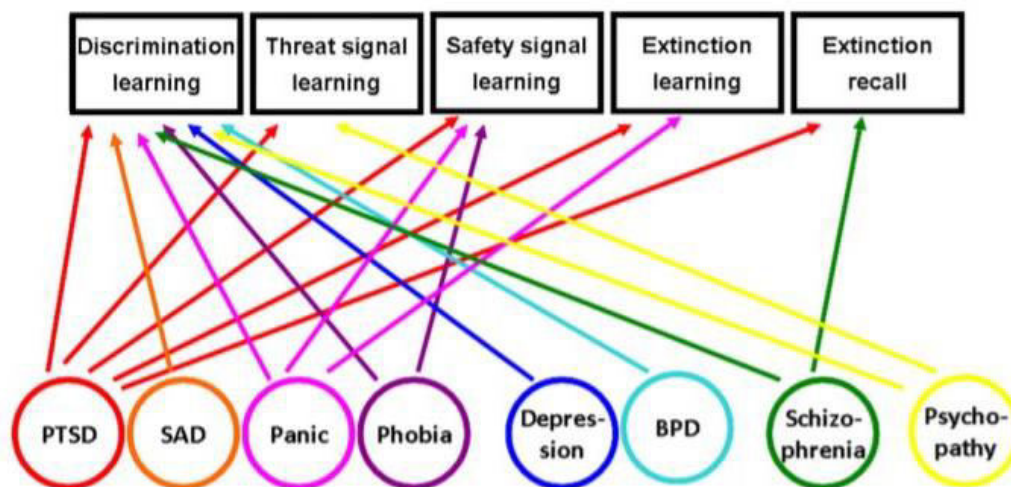 Discrimination
learning
Threat signal
learning
Safety signal
learning
Extinction
learning
Extinction
recall
PTSD
SAD
Panic
Phobia
Depres-
sion
BPD
Schizo-
phrenia
Psycho-
pathy